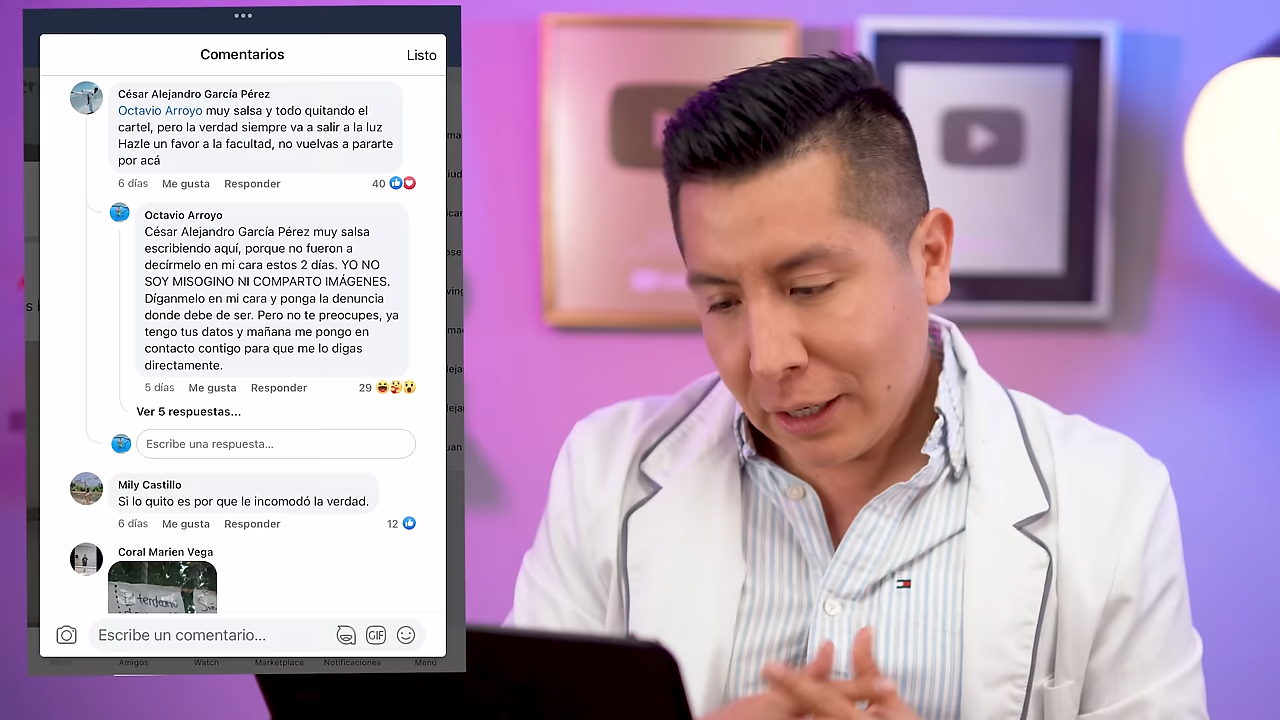 Comentarios
Listo
César Alejandro García Pérez
Octavio Arroyo muy salsa y todo quitando el
cartel, pero la verdad siempre va a salir a la luz
Hazle un favor a la facultad, no vuelvas a pararte
por acá
6 días Me gusta Responder 40
Octavio Arroyo
César Alejandro García Pérez muy salsa
escribiendo aquí, porque no fueron a
decírmelo en mi cara estos 2 días. YO NO
SOY MISOGINO NI COMPARTO IMÁGENES.
Díganmelo en mi cara y ponga la denuncia
donde debe de ser. Pero no te preocupes, ya
tengo tus datos y mañana me pongo en
contacto contigo para que me lo digas
directamente.
5 días Me gusta Responder 29
Ver 5 respuestas...
Escribe una respuesta...
Mily Castillo
Si lo quito es por que le incomodó la verdad.
6 días Me gusta Responder 12
Coral Marien Vega
Escribe un comentario...
GIF
Inicio Amigos Watch Marketplace Notificaciones Menú